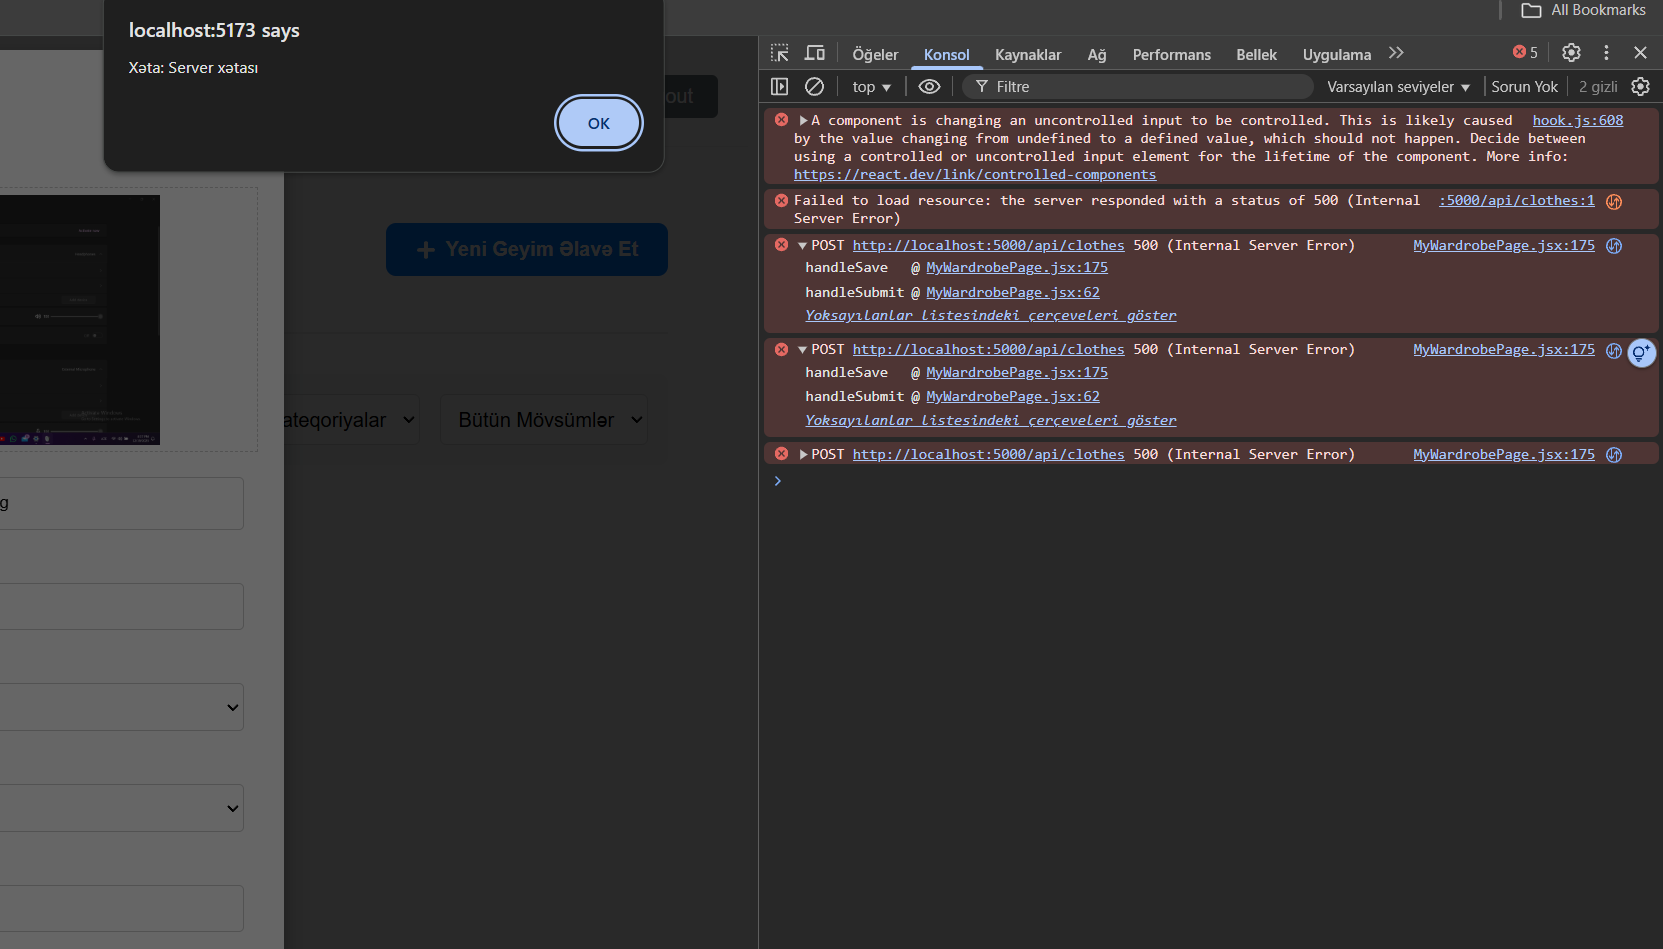 All Bookmarks
localhost:5173 says
Xəta: Server xətası
OK
out
Yeni Geyim Əlavə Et
ateqoriyalar
Bütün Mövsümlər
g
Öğeler Konsol Kaynaklar Ağ Performans Bellek Uygulama 5
top Filtre Varsayılan seviyeler Sorun Yok 2 gizli
A component is changing an uncontrolled input to be controlled. This is likely caused hook.js:608
by the value changing from undefined to a defined value, which should not happen. Decide between
using a controlled or uncontrolled input element for the lifetime of the component. More info:
https://react.dev/link/controlled-components
Failed to load resource: the server responded with a status of 500 (Internal :5000/api/clothes:1
Server Error)
POST http://localhost:5000/api/clothes 500 (Internal Server Error) MyWardrobePage.jsx:175
handleSave @ MyWardrobePage.jsx:175
handleSubmit @ MyWardrobePage.jsx:62
Yoksayılanlar listesindeki çerçeveleri göster
POST http://localhost:5000/api/clothes 500 (Internal Server Error) MyWardrobePage.jsx:175
handleSave @ MyWardrobePage.jsx:175
handleSubmit @ MyWardrobePage.jsx:62
Yoksayılanlar listesindeki çerçeveleri göster
POST http://localhost:5000/api/clothes 500 (Internal Server Error) MyWardrobePage.jsx:175